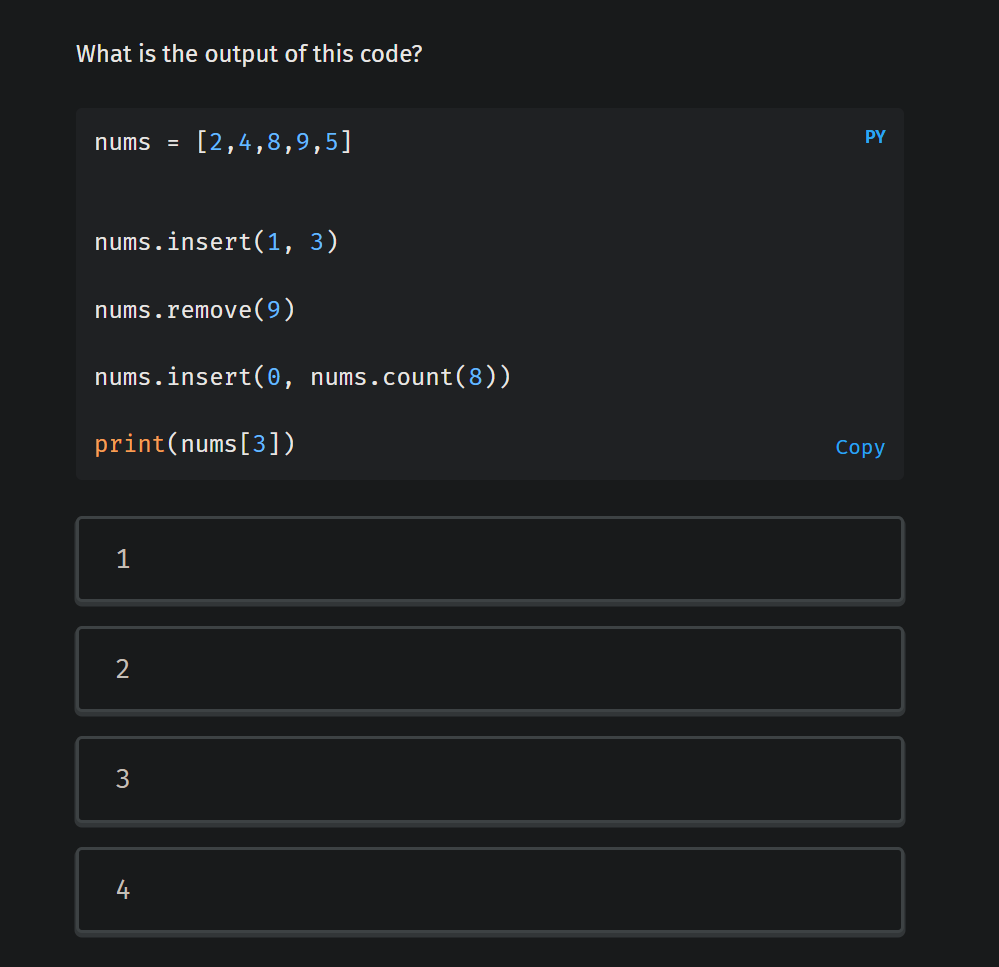 What is the output of this code?
nums = [2,4,8,9,5]
PY
nums.insert(1, 3)
nums.remove(9)
nums.insert(0, nums.count(8))
print(nums[3])
Copy
1
2
3
4